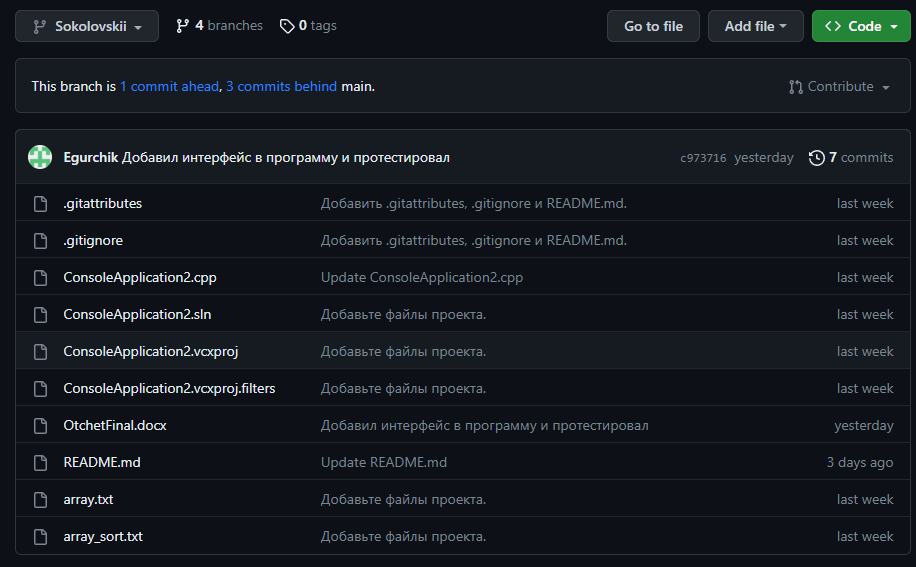 Sokolovskii 4 branches 0 tags Go to file Add file Code
This branch is 1 commit ahead, 3 commits behind main. Contribute
Egurchik Добавил интерфейс в программу и протестировал c973716 yesterday 7 commits
.gitattributes Добавить .gitattributes, .gitignore и README.md. last week
.gitignore Добавить .gitattributes, .gitignore и README.md. last week
ConsoleApplication2.cpp Update ConsoleApplication2.cpp last week
ConsoleApplication2.sln Добавьте файлы проекта. last week
ConsoleApplication2.vcxproj Добавьте файлы проекта. last week
ConsoleApplication2.vcxproj.filters Добавьте файлы проекта. last week
OtchetFinal.docx Добавил интерфейс в программу и протестировал yesterday
README.md Update README.md 3 days ago
array.txt Добавьте файлы проекта. last week
array_sort.txt Добавьте файлы проекта. last week